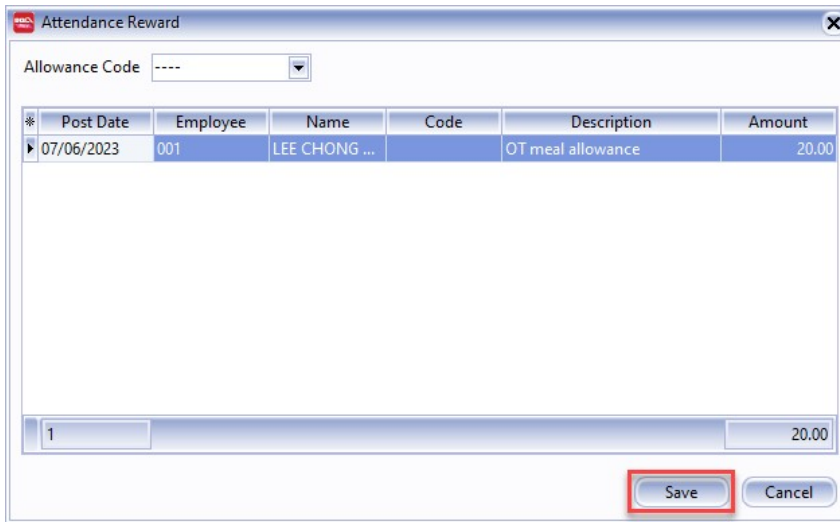 Attendance Reward
Allowance Code ----
Post Date Employee Name Code Description Amount
07/06/2023 001 LEE CHONG ... OT meal allowance 20.00
1 20.00
Save Cancel